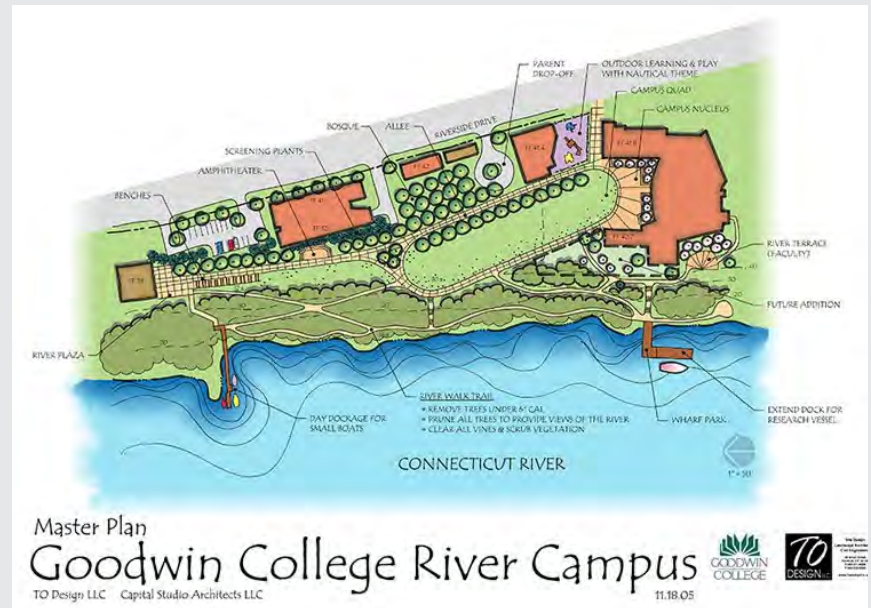 PARENT
DROP-OFF
OUTDOOR LEARNING & PLAY
WITH NAUTICAL THEME
CAMPUS QUAD
CAMPUS NUCLEUS
BOSQUE
ALLEE
RIVERSIDE DRIVE
SCREENING PLANTS
AMPHITHEATER
BENCHES
RIVER TERRACE
(FACULTY)
FUTURE ADDITION
RIVER PLAZA
DAY DOCKAGE FOR
SMALL BOATS
RIVER WALK TRAIL
• REMOVE TREES UNDER 6" CAL
• PRUNE ALL TREES TO PROVIDE VIEWS OF THE RIVER
• CLEAR ALL VINES & SCRUB VEGETATION
WHARF PARK
EXTEND DOCK FOR
RESEARCH VESSEL
CONNECTICUT RIVER
Master Plan
Goodwin College River Campus
TO Design LLC Capital Studio Architects LLC
11.18.05
GOODWIN
COLLEGE
TO
DESIGN